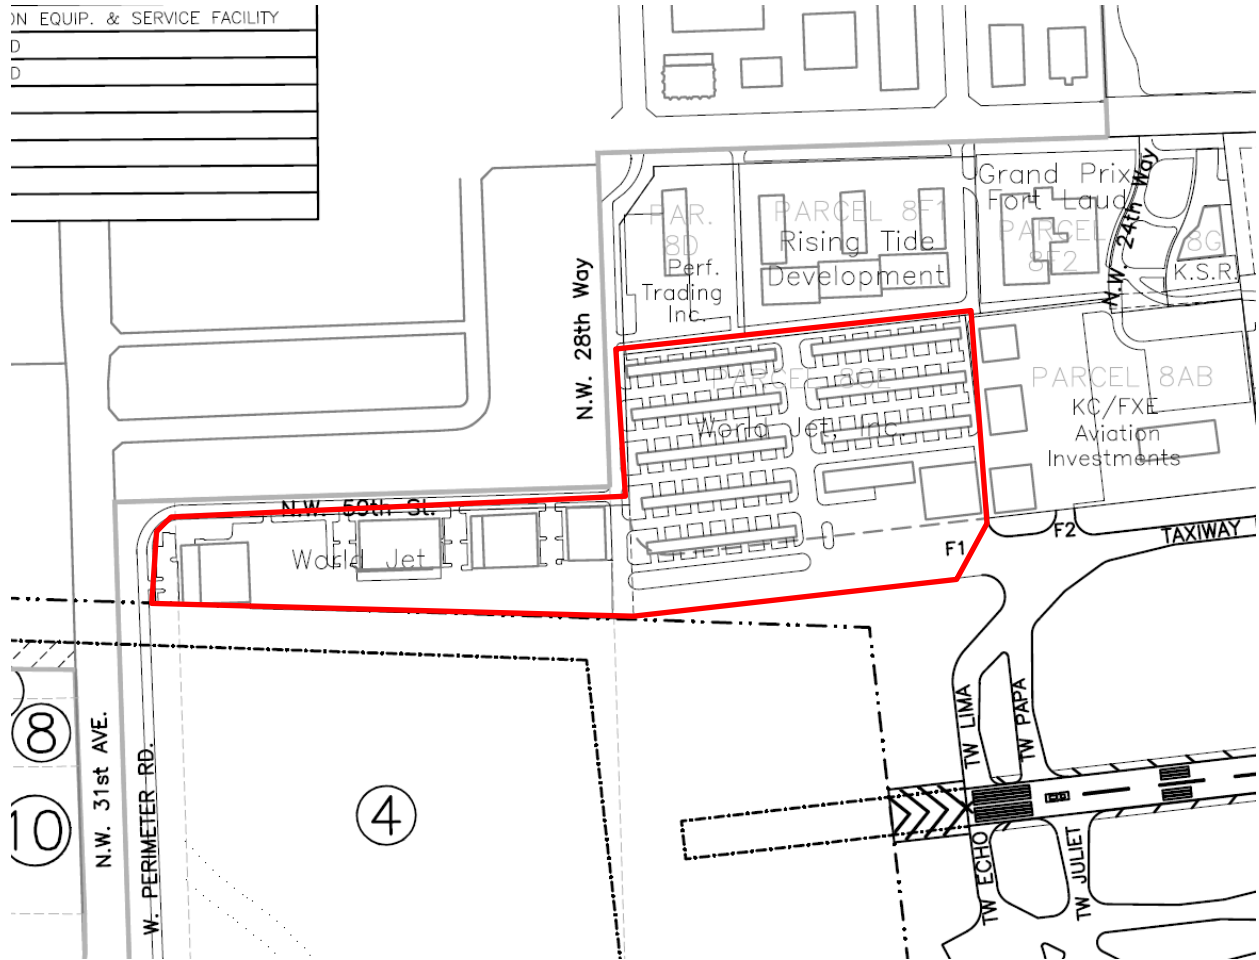 ON EQUIP. & SERVICE FACILITY
D
D
Grand Prix
Fort Laud
PARCEL
8F2
N.W. 24th Way
8G
K.S.R.
PAR.
8D
Perf.
Trading
Inc.
PARCEL 8F1
Rising Tide
Development
N.W. 28th Way
World Jet, Inc.
PARCEL 8AB
KC/FXE
Aviation
Investments
N.W. 59th St.
World Jet
F1
F2
TAXIWAY
TW LIMA
TW PAPA
8
10
4
N.W. 31st AVE.
W. PERIMETER RD.
TW ECHO
TW JULIET